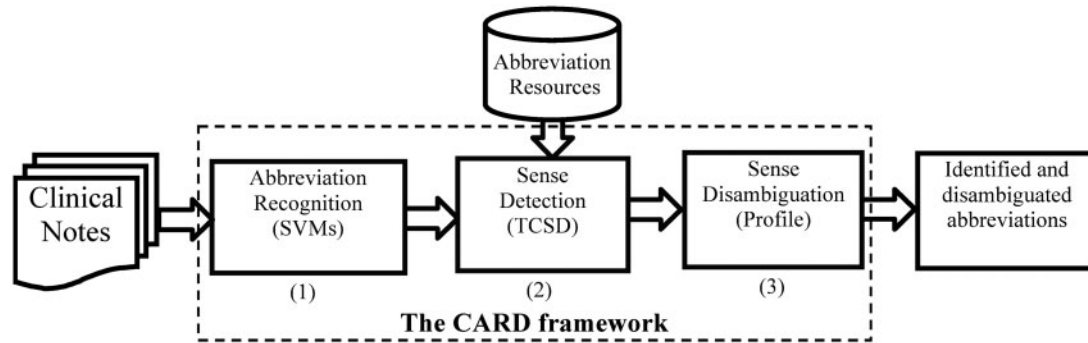 Abbreviation
Resources
Clinical
Notes
Abbreviation
Recognition
(SVMs)
Sense
Detection
(TCSD)
Sense
Disambiguation
(Profile)
Identified and
disambiguated
abbreviations
(1)
(2)
(3)
The CARD framework